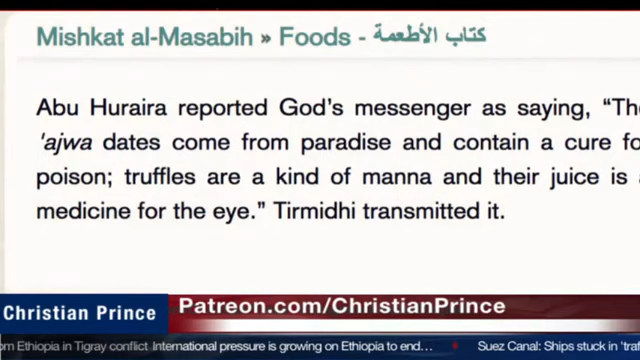 Mishkat al-Masabih » Foods - كتاب الأطعمة
Abu Huraira reported God's messenger as saying, “The
'ajwa dates come from paradise and contain a cure fo
poison; truffles are a kind of manna and their juice is a
medicine for the eye.” Tirmidhi transmitted it.
Christian Prince
Patreon.com/ChristianPrince
om Ethiopia in Tigray conflict International pressure is growing on Ethiopia to end… Suez Canal: Ships stuck in 'traf